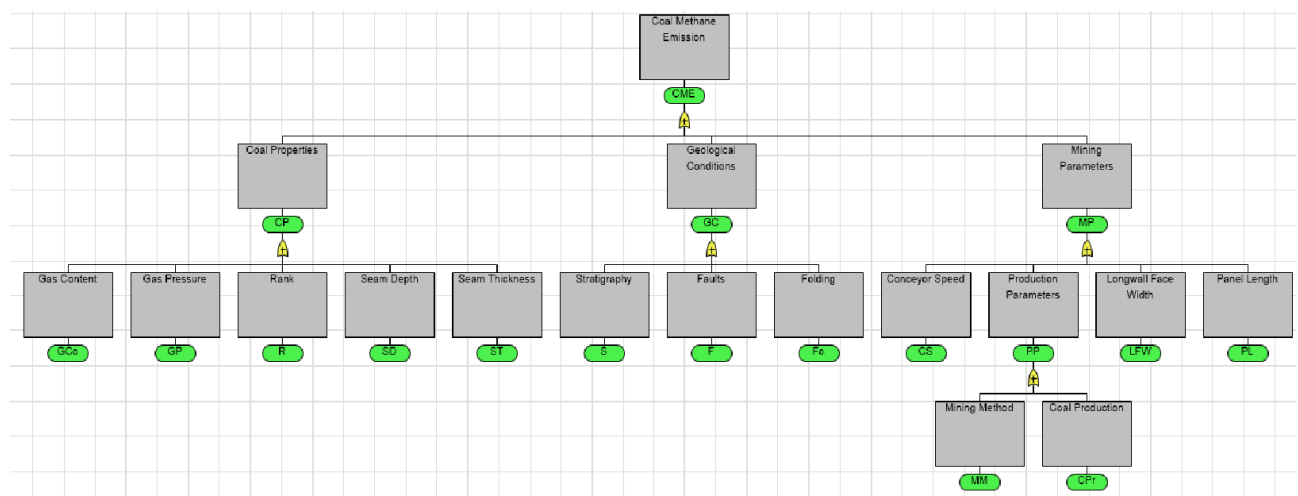 Coal Methane
Emission
CME
Coal Properties
Geological
Conditions
Mining
Parameters
CP
GC
MP
Gas Content
Gas Pressure
Rank
Seam Depth
Seam Thickness
Stratigraphy
Faults
Folding
Conceyor Speed
Production
Parameters
Longwall Face
Width
Panel Length
GCo
GP
R
SD
ST
S
F
Fo
CS
PP
LFW
PL
Mining Method
Coal Production
MM
CPr